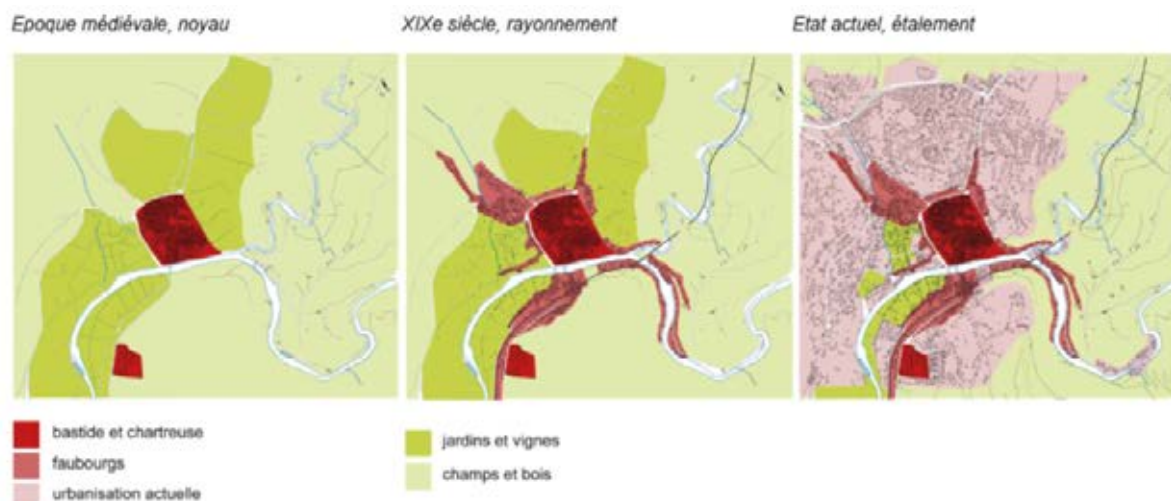 Epoque médiévale, noyau
XIXe siècle, rayonnement
Etat actuel, étalement
bastide et chartreuse
faubourgs
urbanisation actuelle
jardins et vignes
champs et bois